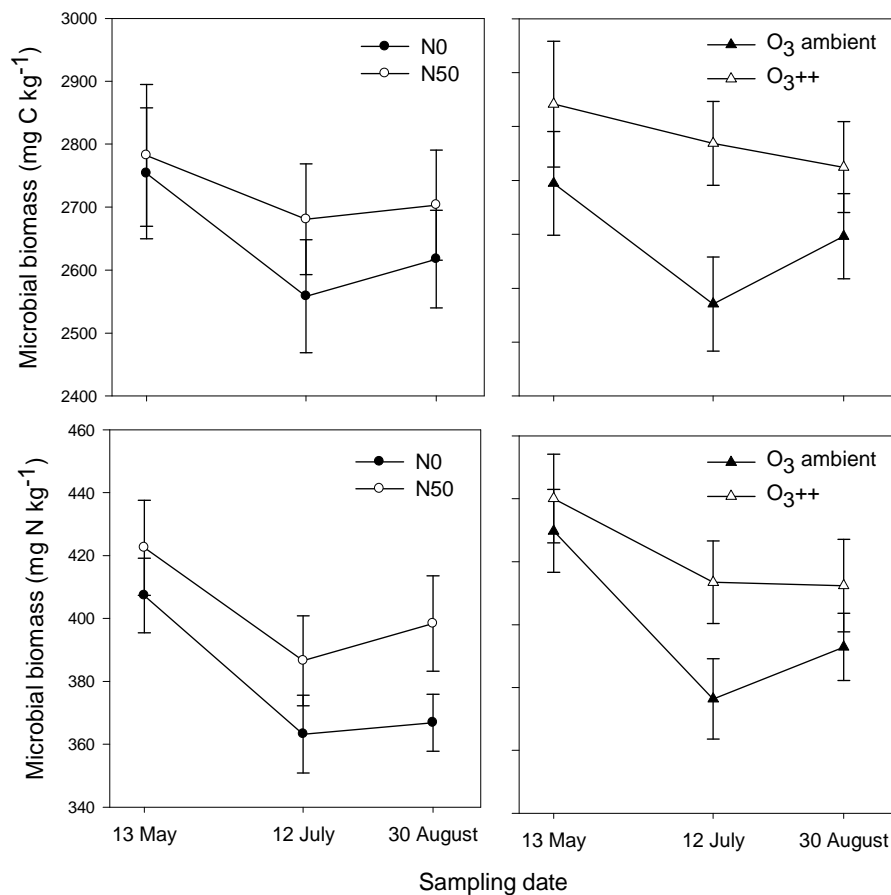 3000
2900
2800
2700
2600
2500
2400
Microbial biomass (mg C kg⁻¹)
N0
N50
O₃ ambient
O₃++
460
440
420
400
380
360
340
Microbial biomass (mg N kg⁻¹)
N0
N50
O₃ ambient
O₃++
13 May 12 July 30 August
13 May 12 July 30 August
Sampling date